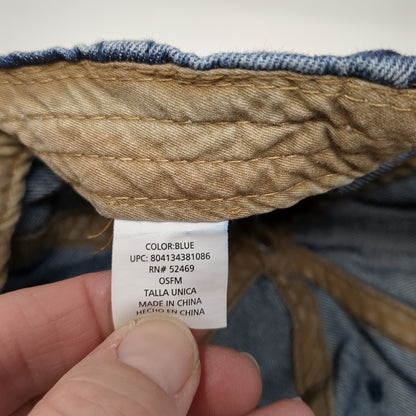 COLOR:BLUE
UPC: 804134381086
RN# 52469
OSFM
TALLA UNICA
MADE IN CHINA
HECHO EN CHINA